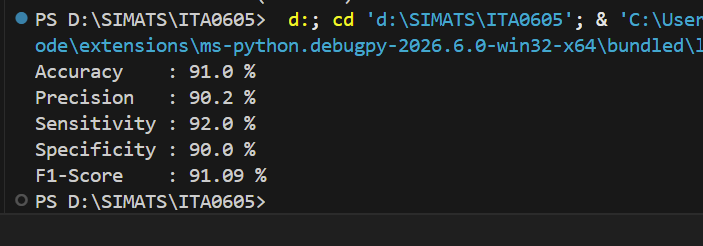 PS D:\SIMATS\ITA0605>  d:; cd 'd:\SIMATS\ITA0605'; & 'C:\User
ode\extensions\ms-python.debugpy-2026.6.0-win32-x64\bundled\l
Accuracy    : 91.0 %
Precision   : 90.2 %
Sensitivity : 92.0 %
Specificity : 90.0 %
F1-Score    : 91.09 %
PS D:\SIMATS\ITA0605>